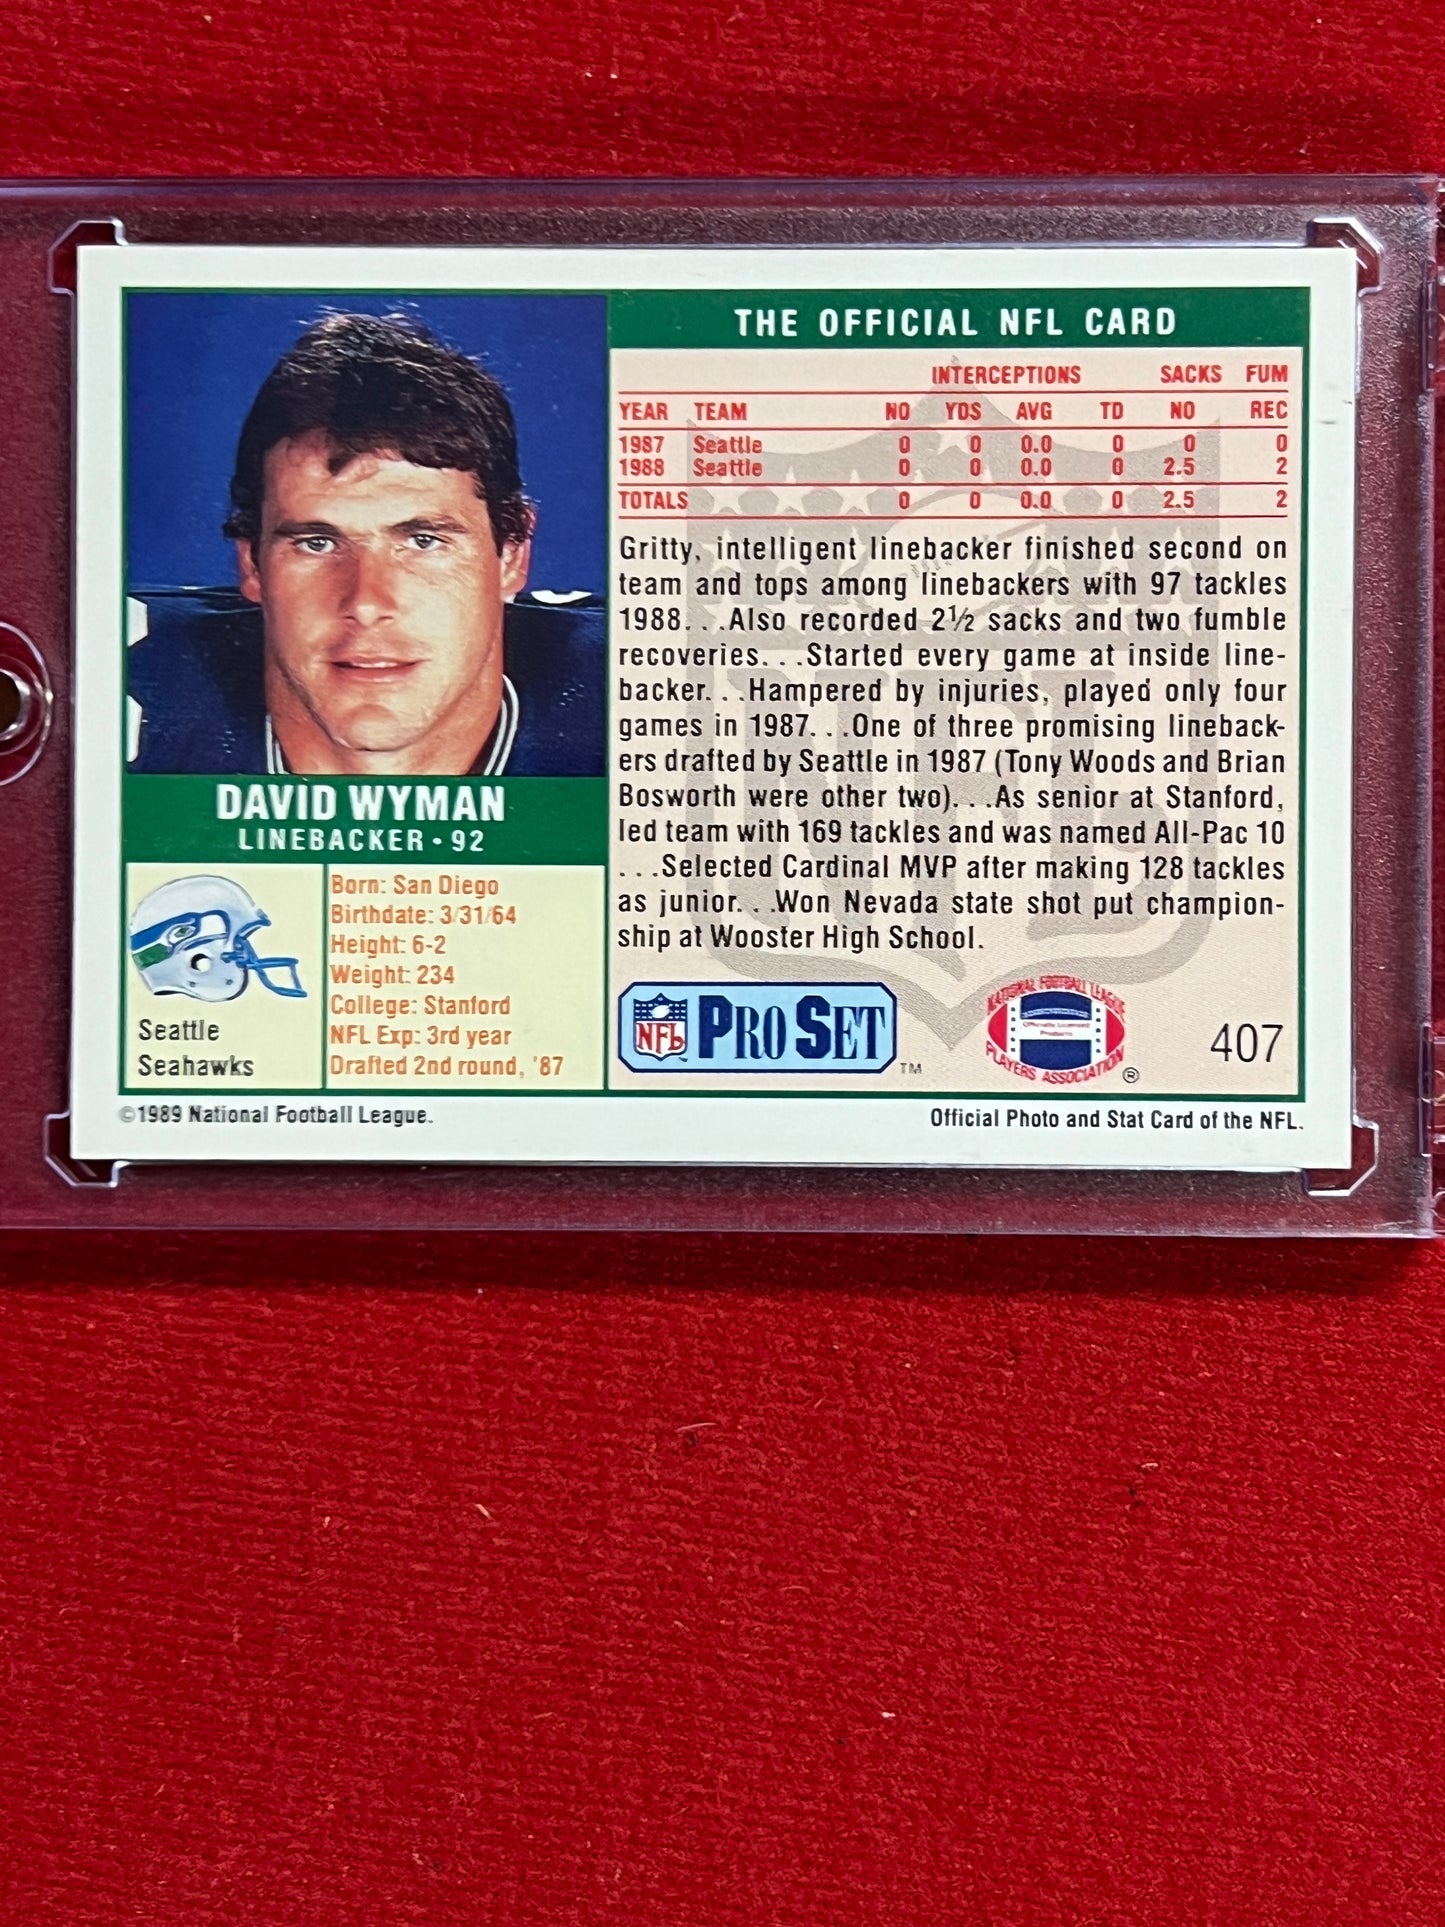 THE OFFICIAL NFL CARD
INTERCEPTIONS SACKS FUM
YEAR TEAM NO YDS AVG TD NO REC
1987 Seattle 0 0 0.0 0 0 0
1988 Seattle 0 0 0.0 0 2.5 2
TOTALS 0 0 0.0 0 2.5 2
Gritty, intelligent linebacker finished second on
team and tops among linebackers with 97 tackles
1988. . .Also recorded 2½ sacks and two fumble
recoveries. . .Started every game at inside line-
backer. . .Hampered by injuries, played only four
games in 1987. . .One of three promising lineback-
ers drafted by Seattle in 1987 (Tony Woods and Brian
Bosworth were other two). . .As senior at Stanford,
led team with 169 tackles and was named All-Pac 10
. . .Selected Cardinal MVP after making 128 tackles
as junior. . .Won Nevada state shot put champion-
ship at Wooster High School.
DAVID WYMAN
LINEBACKER • 92
Born: San Diego
Birthdate: 3/31/64
Height: 6-2
Weight: 234
College: Stanford
NFL Exp: 3rd year
Drafted 2nd round, '87
Seattle
Seahawks
NFL PRO SET TM
NATIONAL FOOTBALL LEAGUE
Officially Licensed
Products
PLAYERS ASSOCIATION ®
407
©1989 National Football League.
Official Photo and Stat Card of the NFL.